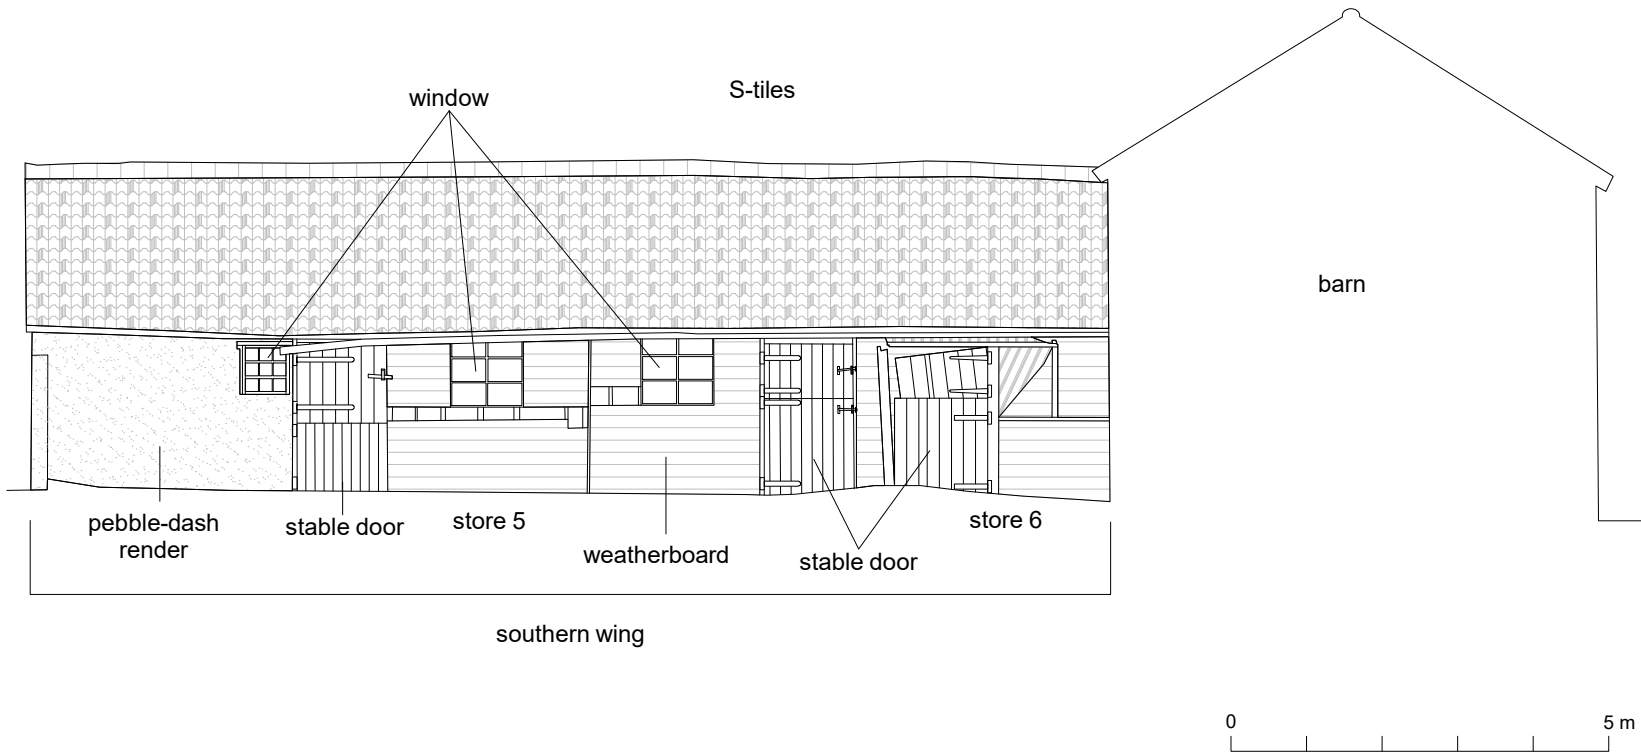 S-tiles
window
barn
pebble-dash
render
stable door
store 5
weatherboard
stable door
store 6
southern wing
0
5 m